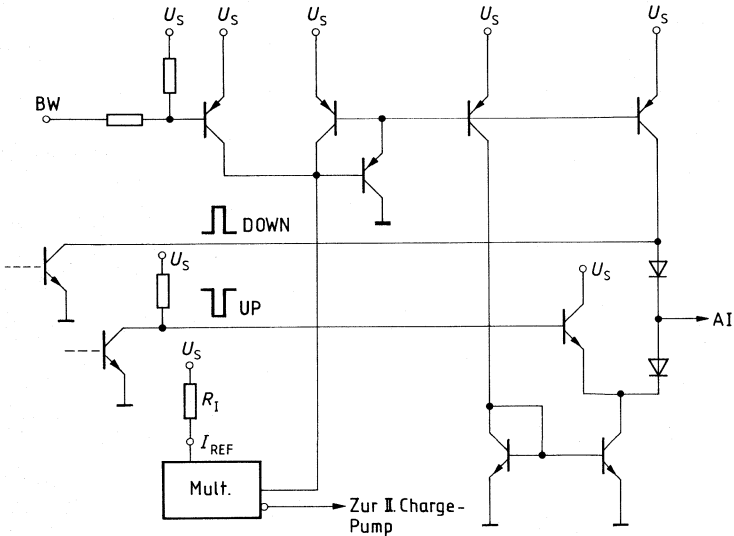 U_S U_S U_S U_S U_S
BW
DOWN
U_S
UP
U_S
AI
U_S
R_I
I_REF
Mult.
Zur II. Charge-
Pump